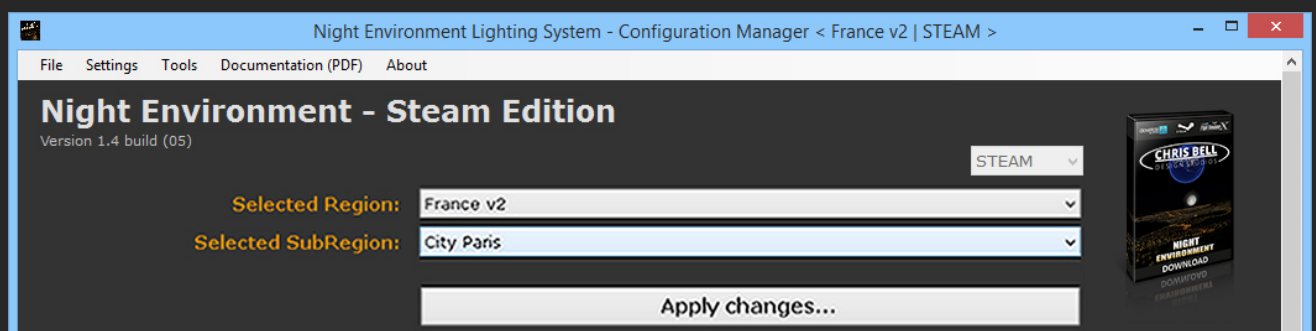 Night Environment Lighting System - Configuration Manager < France v2 | STEAM >
File Settings Tools Documentation (PDF) About
Night Environment - Steam Edition
Version 1.4 build (05)
STEAM
Selected Region: France v2
Selected SubRegion: City Paris
Apply changes...
CHRIS BELL
DESIGN STUDIOS
NIGHT
ENVIRONMENT
DOWNLOAD